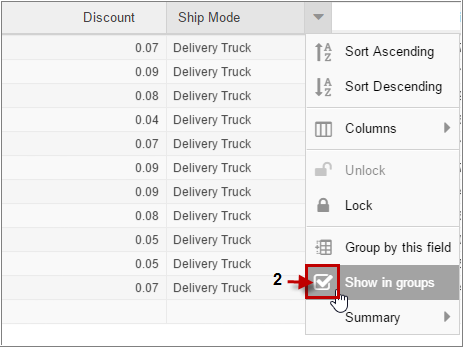 Discount Ship Mode
0.07 Delivery Truck
0.09 Delivery Truck
0.08 Delivery Truck
0.04 Delivery Truck
0.07 Delivery Truck
0.09 Delivery Truck
0.09 Delivery Truck
0.08 Delivery Truck
0.05 Delivery Truck
0.05 Delivery Truck
0.07 Delivery Truck
Sort Ascending
Sort Descending
Columns
Unlock
Lock
Group by this field
2 Show in groups
Summary